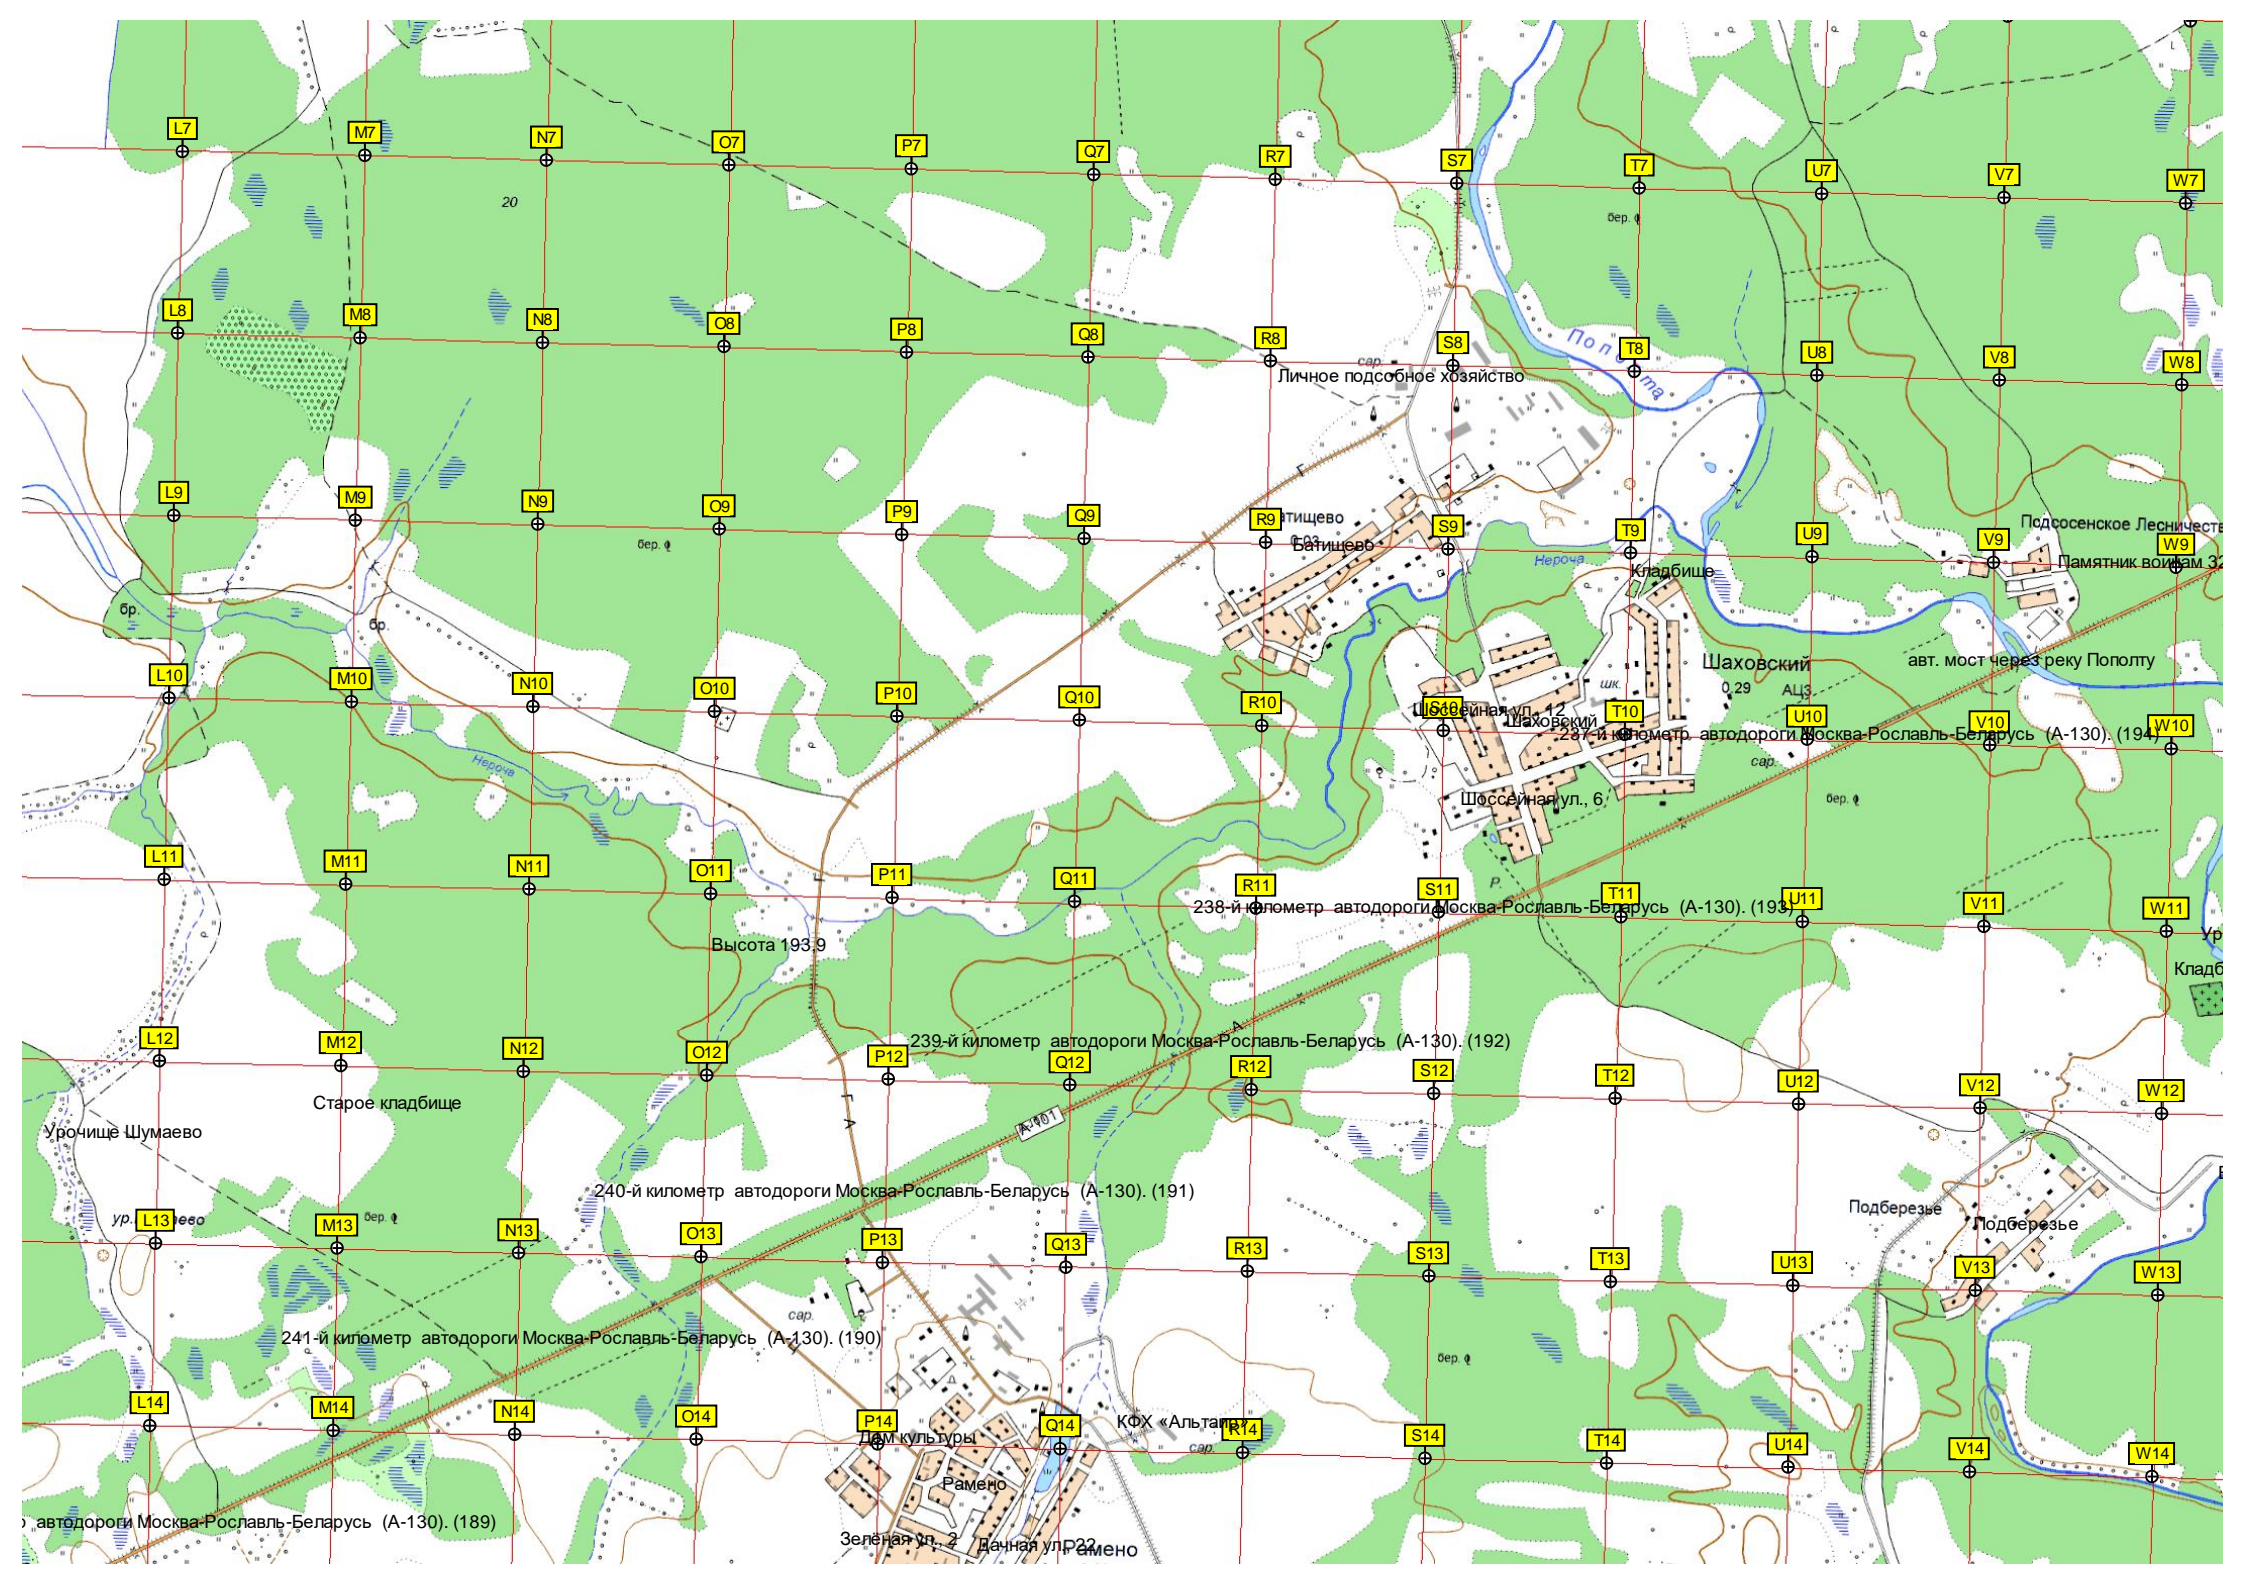 L7 M7 N7 O7 P7 Q7 R7 S7 T7 U7 V7 W7
20
бер.
L8 M8 N8 O8 P8 Q8 R8 S8 T8 U8 V8 W8
Пополта
сар.
Личное подсобное хозяйство
Г
L9 M9 N9 O9 P9 Q9 R9 S9 T9 U9 V9 W9
Подсосенское Лесничеств
бер.
Батищево
Нероча
Кладбище
Памятник воинам 32
бр.
бр.
Шаховский
авт. мост через реку Пополту
шк.
0.29
АЦЗ
L10 M10 N10 O10 P10 Q10 R10 S10 T10 U10 V10 W10
Шоссейная ул., 12
Шаховский
237-й километр автодороги Москва-Рославль-Беларусь (А-130). (194)
Нероча
сар.
Шоссейная ул., 6
бер.
L11 M11 N11 O11 P11 Q11 R11 S11 T11 U11 V11 W11
Г
Р.
238-й километр автодороги Москва-Рославль-Беларусь (А-130). (193)
Ур
Высота 193.9
Кладб
А
L12 M12 N12 O12 P12 Q12 R12 S12 T12 U12 V12 W12
239-й километр автодороги Москва-Рославль-Беларусь (А-130). (192)
Старое кладбище
Г А
А-101
Урочище Шумаево
240-й километр автодороги Москва-Рославль-Беларусь (А-130). (191)
L13 M13 N13 O13 P13 Q13 R13 S13 T13 U13 V13 W13
бер.
Подберезье
Подберезье
сар.
241-й километр автодороги Москва-Рославль-Беларусь (А-130). (190)
бер.
L14 M14 N14 O14 P14 Q14 R14 S14 T14 U14 V14 W14
КФХ «Альтаир»
Дом культуры
сар.
Рамено
автодороги Москва-Рославль-Беларусь (А-130). (189)
Зелёная ул., 2
Дачная ул., 22
Рамено